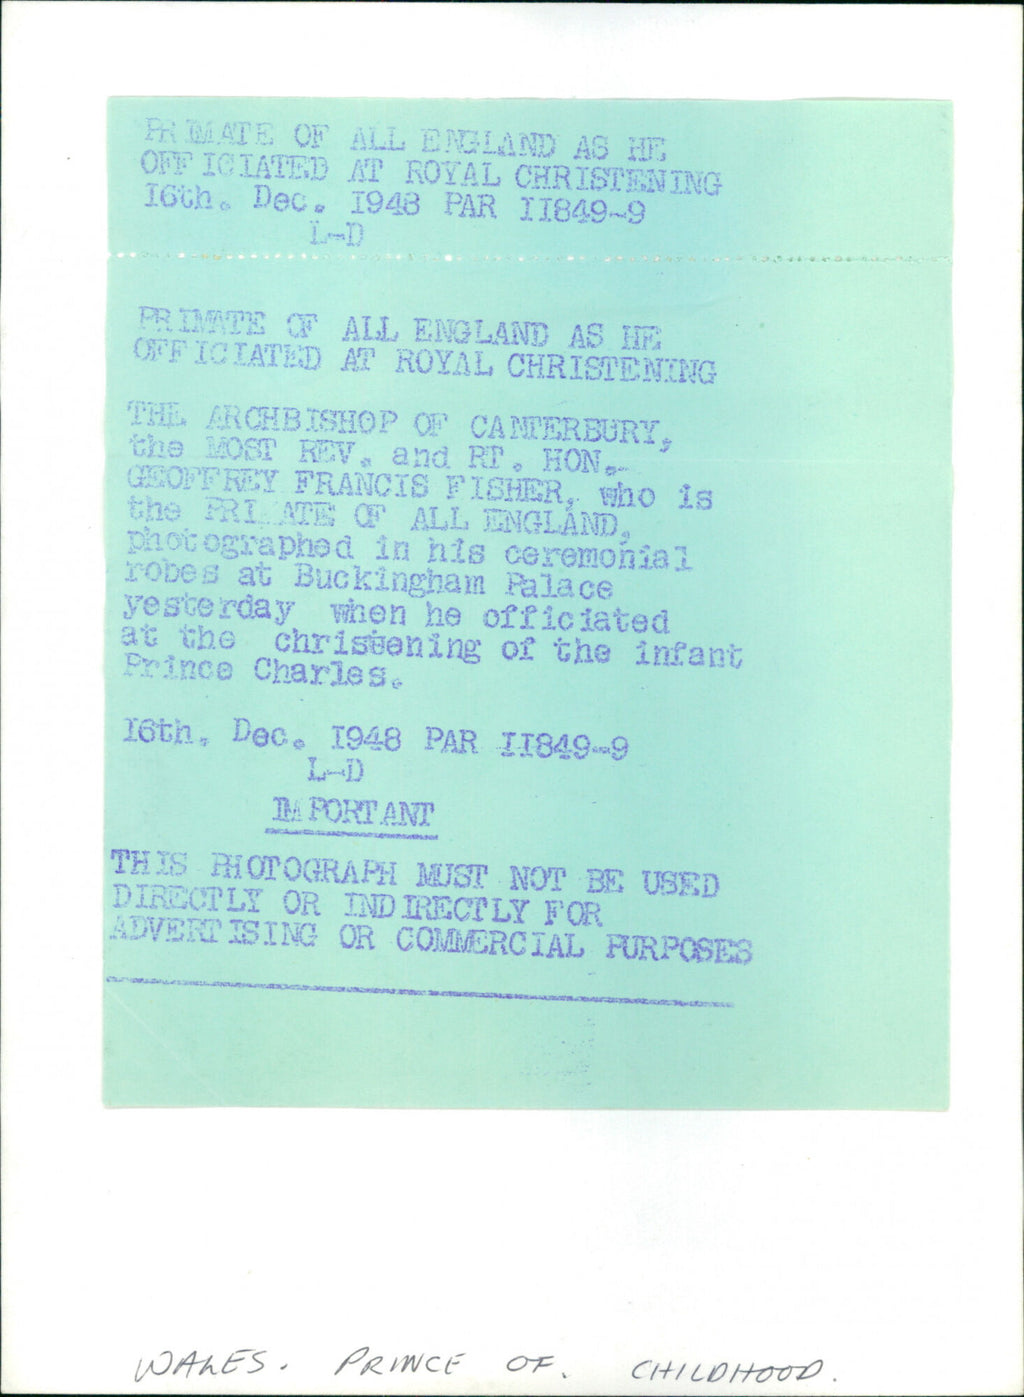 PRIMATE OF ALL ENGLAND AS HE
OFFICIATED AT ROYAL CHRISTENING
16th. Dec. 1948 PAR II849-9
L-D
PRIMATE OF ALL ENGLAND AS HE
OFFICIATED AT ROYAL CHRISTENING
THE ARCHBISHOP OF CANTERBURY,
the MOST REV. and RT. HON.
GEOFFREY FRANCIS FISHER, who is
the PRIMATE OF ALL ENGLAND,
photographed in his ceremonial
robes at Buckingham Palace
yesterday when he officiated
at the christening of the infant
Prince Charles.
16th. Dec. 1948 PAR II849-9
L-D
IMPORTANT
THIS PHOTOGRAPH MUST NOT BE USED
DIRECTLY OR INDIRECTLY FOR
ADVERTISING OR COMMERCIAL PURPOSES
WALES. PRINCE OF. CHILDHOOD.